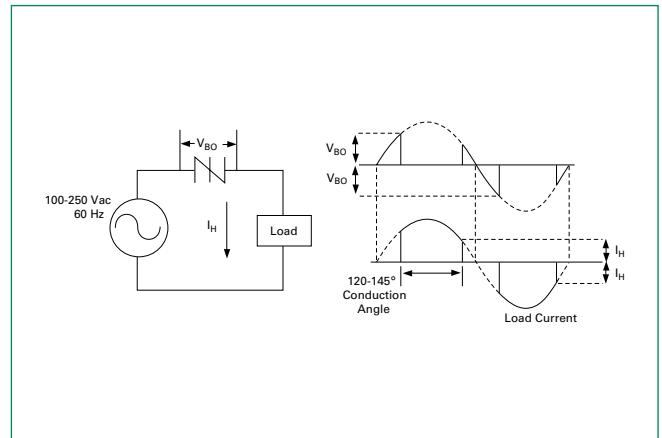 V_BO
100-250 Vac
60 Hz
I_H
Load
V_BO
V_BO
I_H
I_H
120-145°
Conduction
Angle
Load Current